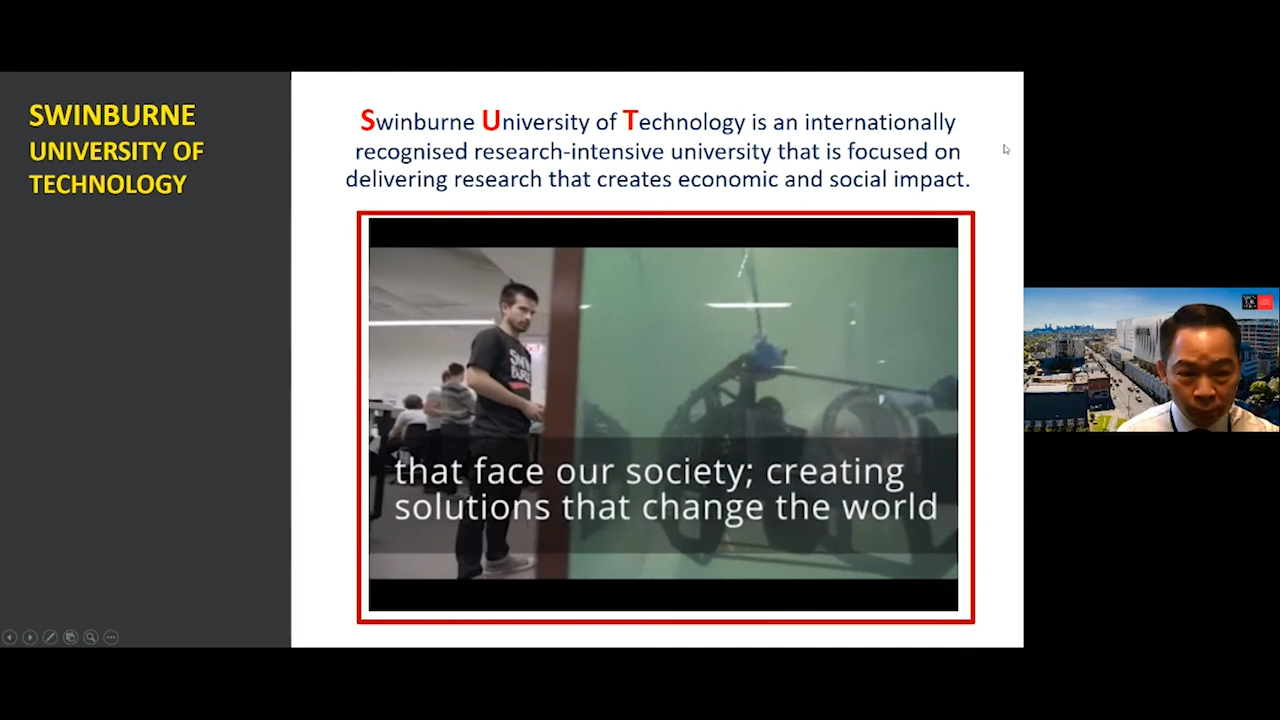 SWINBURNE
UNIVERSITY OF
TECHNOLOGY
Swinburne University of Technology is an internationally
recognised research-intensive university that is focused on
delivering research that creates economic and social impact.
that face our society; creating
solutions that change the world